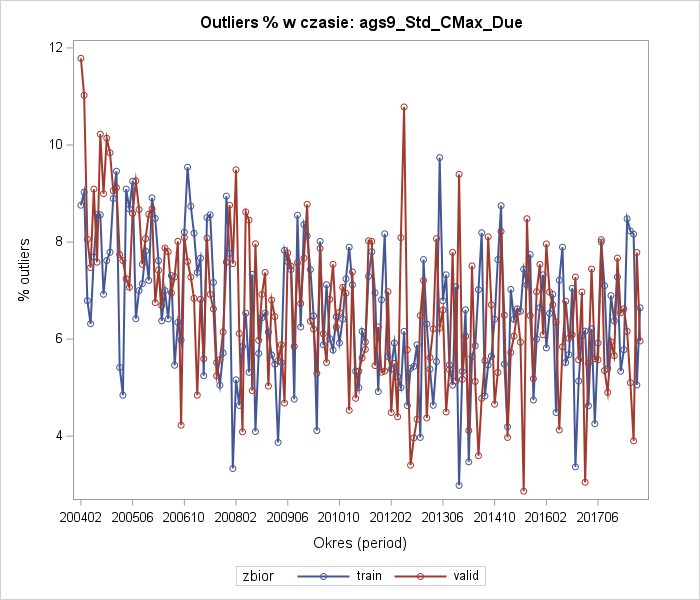 Outliers % w czasie: ags9_Std_CMax_Due
12
10
8
6
4
% outliers
200402 200506 200610 200802 200906 201010 201202 201306 201410 201602 201706
Okres (period)
zbior train valid